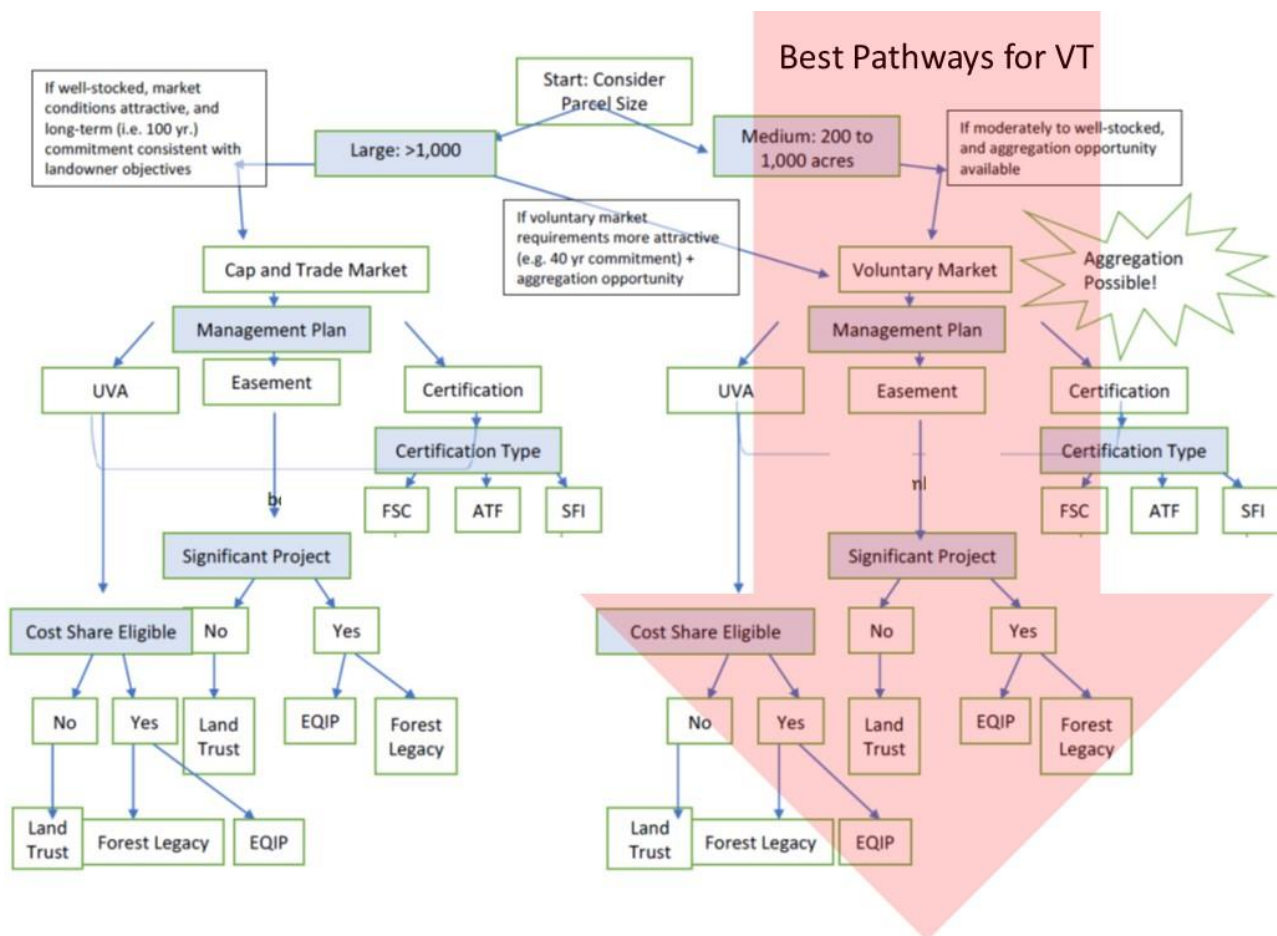 Best Pathways for VT
Start: Consider
Parcel Size
If well-stocked, market
conditions attractive, and
long-term (i.e. 100 yr.)
commitment consistent with
landowner objectives
Large: >1,000
Medium: 200 to
1,000 acres
If moderately to well-stocked,
and aggregation opportunity
available
If voluntary market
requirements more attractive
(e.g. 40 yr commitment) +
aggregation opportunity
Cap and Trade Market
Voluntary Market
Aggregation
Possible!
Management Plan
Management Plan
UVA
Easement
Certification
UVA
Easement
Certification
Certification Type
Certification Type
FSC
ATF
SFI
FSC
ATF
SFI
Significant Project
Significant Project
Cost Share Eligible
No
Yes
Cost Share Eligible
No
Yes
No
Yes
Land
Trust
EQIP
Forest
Legacy
No
Yes
Land
Trust
EQIP
Forest
Legacy
Land
Trust
Forest Legacy
EQIP
Land
Trust
Forest Legacy
EQIP